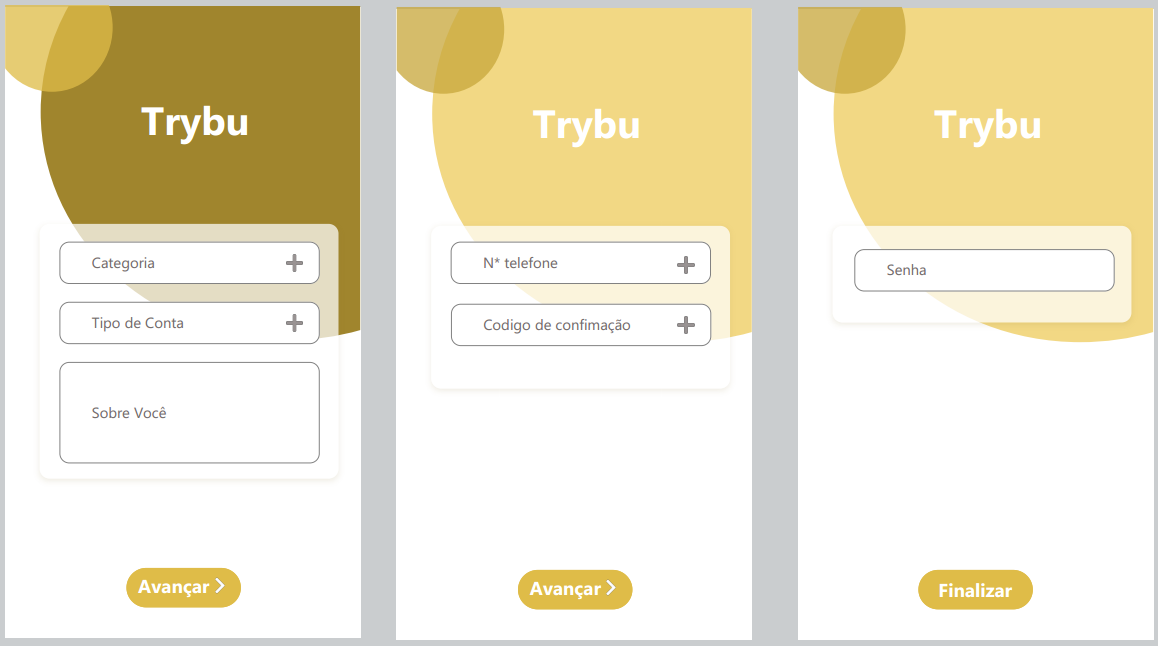 Trybu
Categoria
Tipo de Conta
Sobre Você
Avançar
Trybu
N* telefone
Codigo de confimação
Avançar
Trybu
Senha
Finalizar